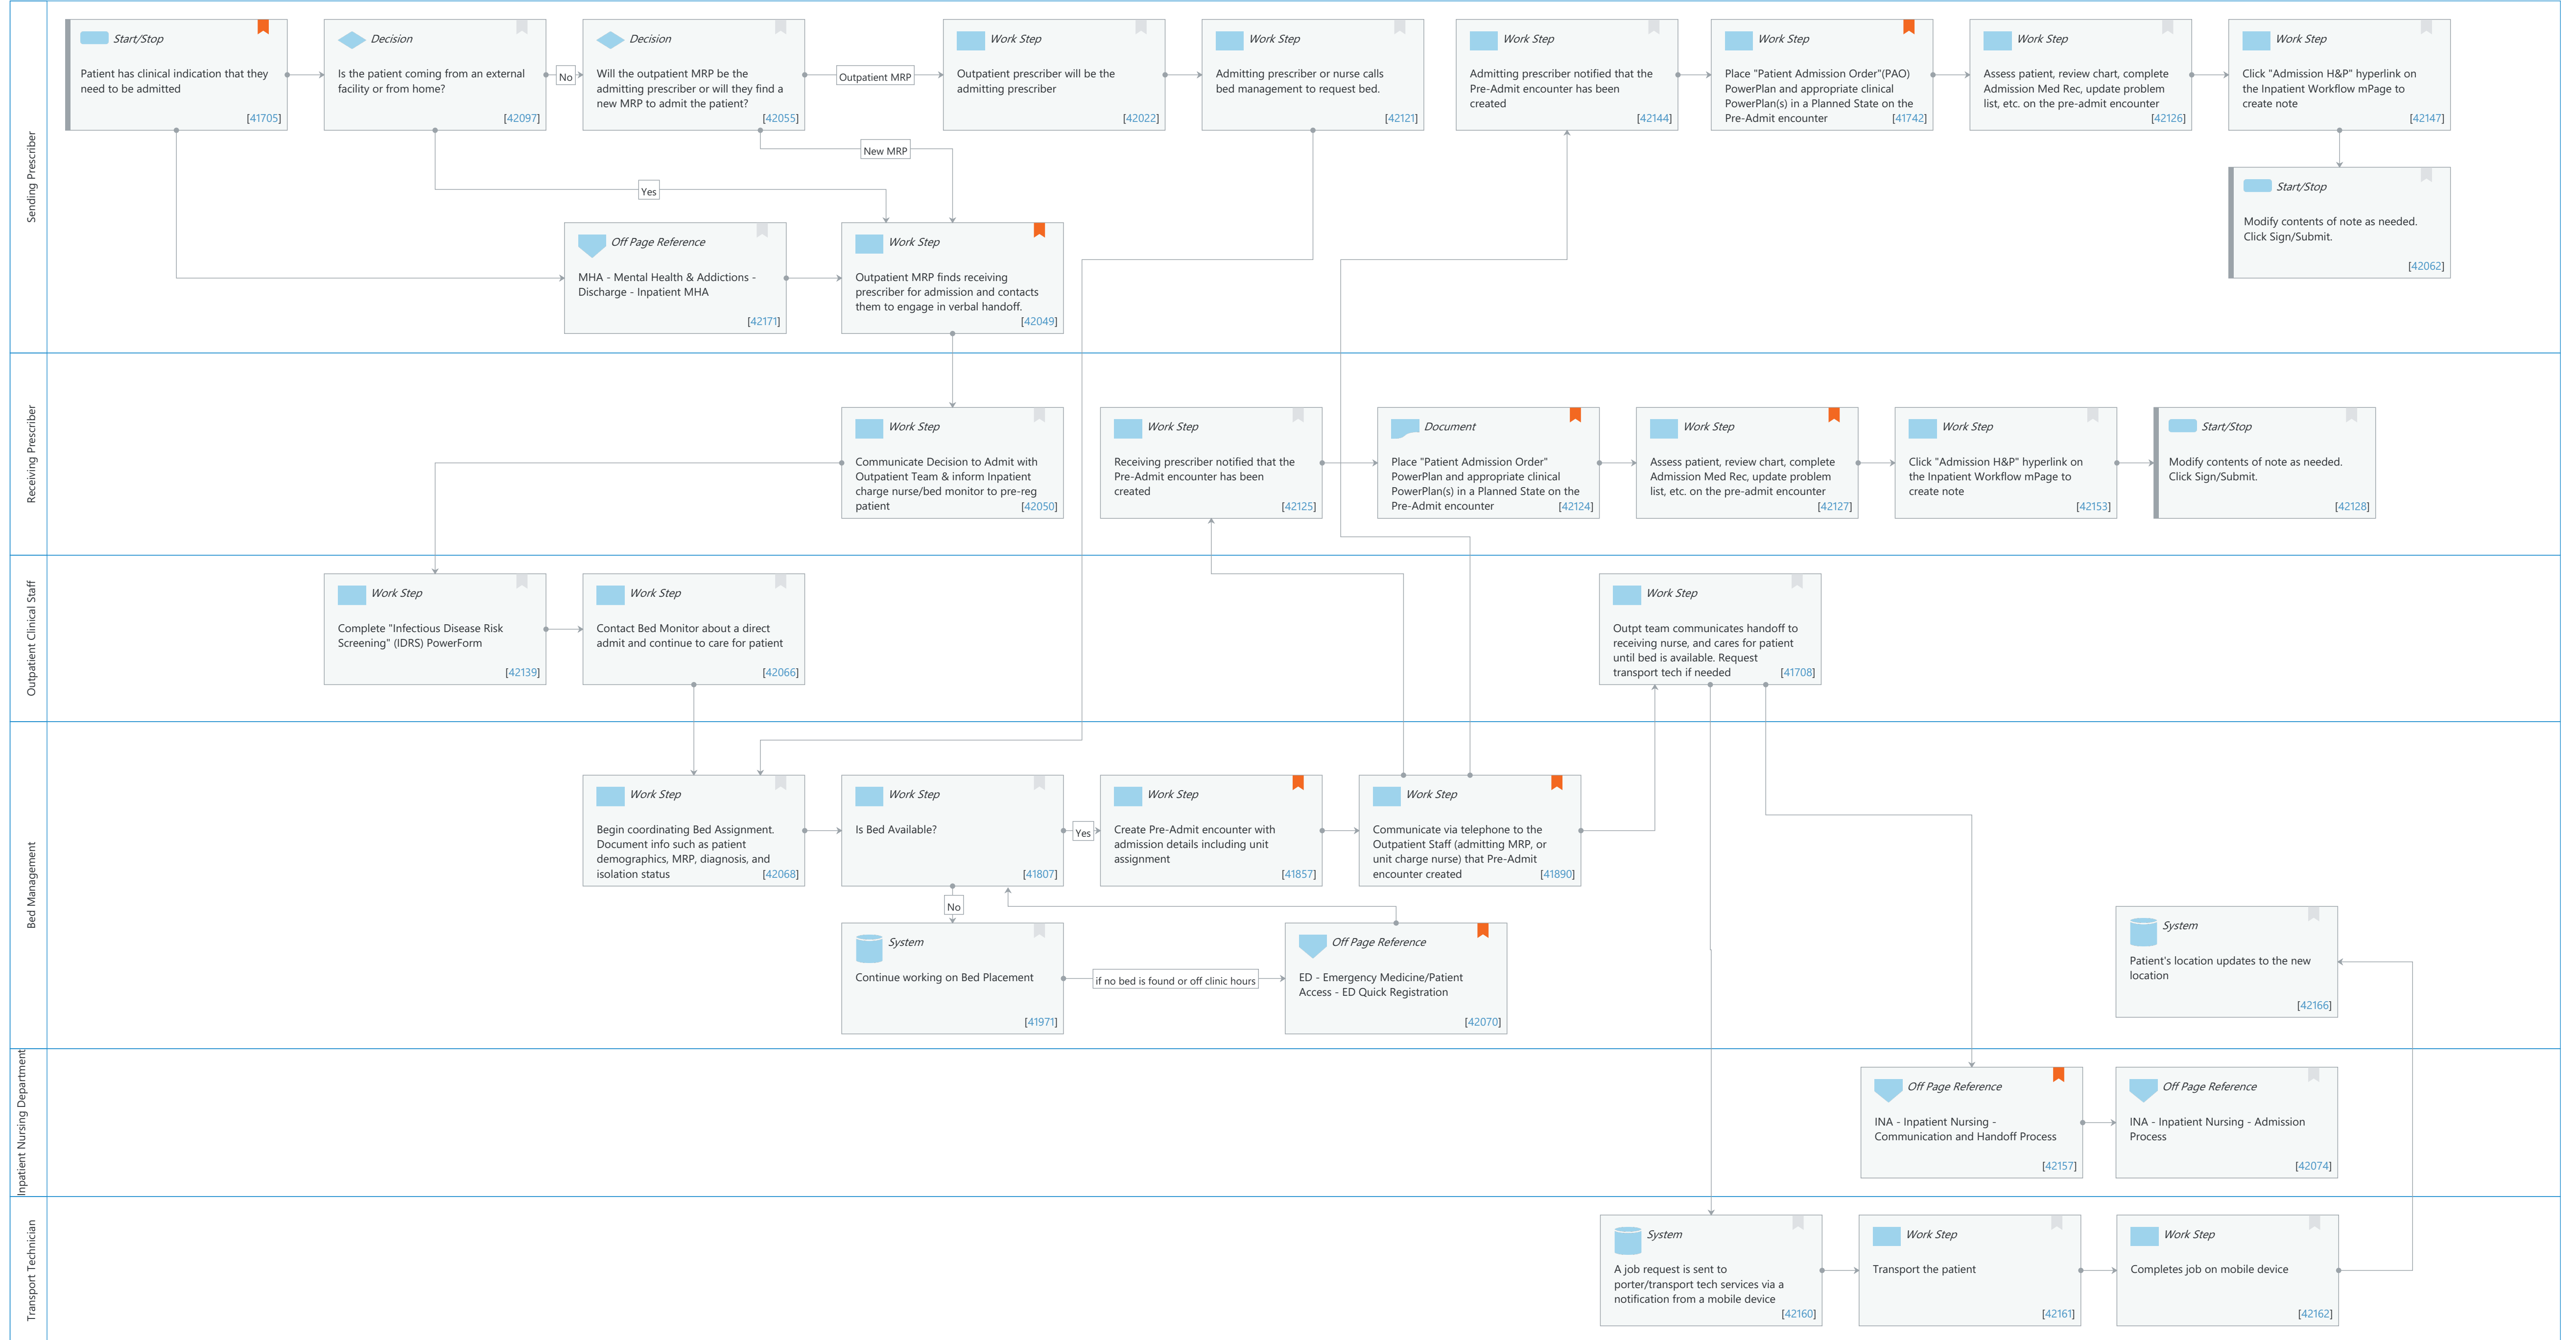 Sending Prescriber
Start/Stop
Patient has clinical indication that they
need to be admitted
[41705]
Decision
Is the patient coming from an external
facility or from home?
[42097]
No
Decision
Will the outpatient MRP be the
admitting prescriber or will they find a
new MRP to admit the patient?
[42055]
Outpatient MRP
Work Step
Outpatient prescriber will be the
admitting prescriber
[42022]
Work Step
Admitting prescriber or nurse calls
bed management to request bed.
[42121]
Work Step
Admitting prescriber notified that the
Pre-Admit encounter has been
created
[42144]
Work Step
Place "Patient Admission Order"(PAO)
PowerPlan and appropriate clinical
PowerPlan(s) in a Planned State on the
Pre-Admit encounter
[41742]
Work Step
Assess patient, review chart, complete
Admission Med Rec, update problem
list, etc. on the pre-admit encounter
[42126]
Work Step
Click "Admission H&P" hyperlink on
the Inpatient Workflow mPage to
create note
[42147]
New MRP
Yes
Off Page Reference
MHA - Mental Health & Addictions -
Discharge - Inpatient MHA
[42171]
Work Step
Outpatient MRP finds receiving
prescriber for admission and contacts
them to engage in verbal handoff.
[42049]
Start/Stop
Modify contents of note as needed.
Click Sign/Submit.
[42062]
Receiving Prescriber
Work Step
Communicate Decision to Admit with
Outpatient Team & inform Inpatient
charge nurse/bed monitor to pre-reg
patient
[42050]
Work Step
Receiving prescriber notified that the
Pre-Admit encounter has been
created
[42125]
Document
Place "Patient Admission Order"
PowerPlan and appropriate clinical
PowerPlan(s) in a Planned State on the
Pre-Admit encounter
[42124]
Work Step
Assess patient, review chart, complete
Admission Med Rec, update problem
list, etc. on the pre-admit encounter
[42127]
Work Step
Click "Admission H&P" hyperlink on
the Inpatient Workflow mPage to
create note
[42153]
Start/Stop
Modify contents of note as needed.
Click Sign/Submit.
[42128]
Outpatient Clinical Staff
Work Step
Complete "Infectious Disease Risk
Screening" (IDRS) PowerForm
[42139]
Work Step
Contact Bed Monitor about a direct
admit and continue to care for patient
[42066]
Work Step
Outpt team communicates handoff to
receiving nurse, and cares for patient
until bed is available. Request
transport tech if needed
[41708]
Bed Management
Work Step
Begin coordinating Bed Assignment.
Document info such as patient
demographics, MRP, diagnosis, and
isolation status
[42068]
Work Step
Is Bed Available?
[41807]
Yes
Work Step
Create Pre-Admit encounter with
admission details including unit
assignment
[41857]
Work Step
Communicate via telephone to the
Outpatient Staff (admitting MRP, or
unit charge nurse) that Pre-Admit
encounter created
[41890]
No
System
Continue working on Bed Placement
[41971]
if no bed is found or off clinic hours
Off Page Reference
ED - Emergency Medicine/Patient
Access - ED Quick Registration
[42070]
System
Patient's location updates to the new
location
[42166]
Inpatient Nursing Department
Off Page Reference
INA - Inpatient Nursing -
Communication and Handoff Process
[42157]
Off Page Reference
INA - Inpatient Nursing - Admission
Process
[42074]
Transport Technician
System
A job request is sent to
porter/transport tech services via a
notification from a mobile device
[42160]
Work Step
Transport the patient
[42161]
Work Step
Completes job on mobile device
[42162]